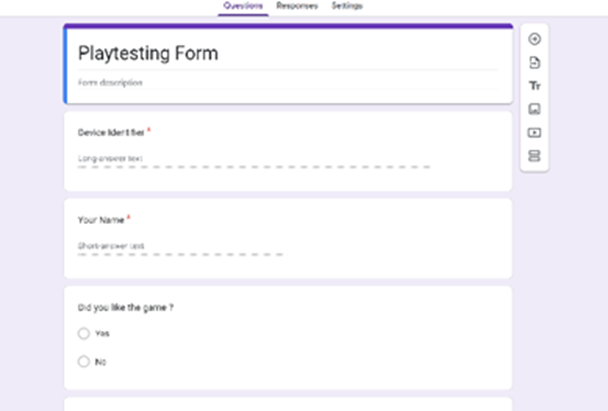 Questions Responses Settings
Playtesting Form
Form description
Device Identifier *
Long-answer text
Your Name *
Short-answer text
Did you like the game ?
Yes
No
Tт